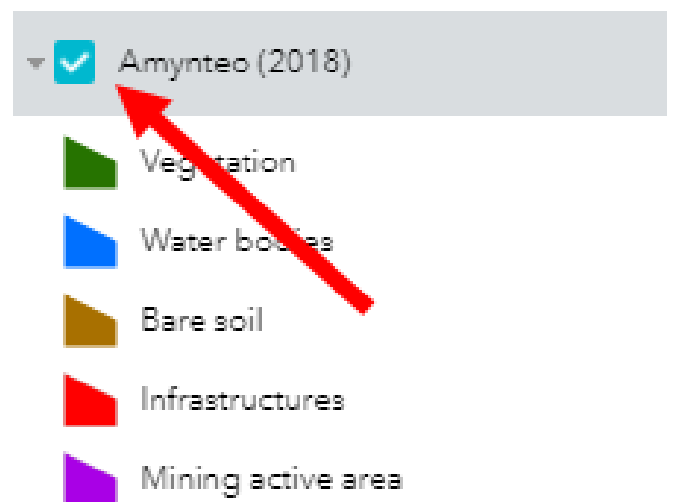 Amynteo (2018)
Vegetation
Water bodies
Bare soil
Infrastructures
Mining active area